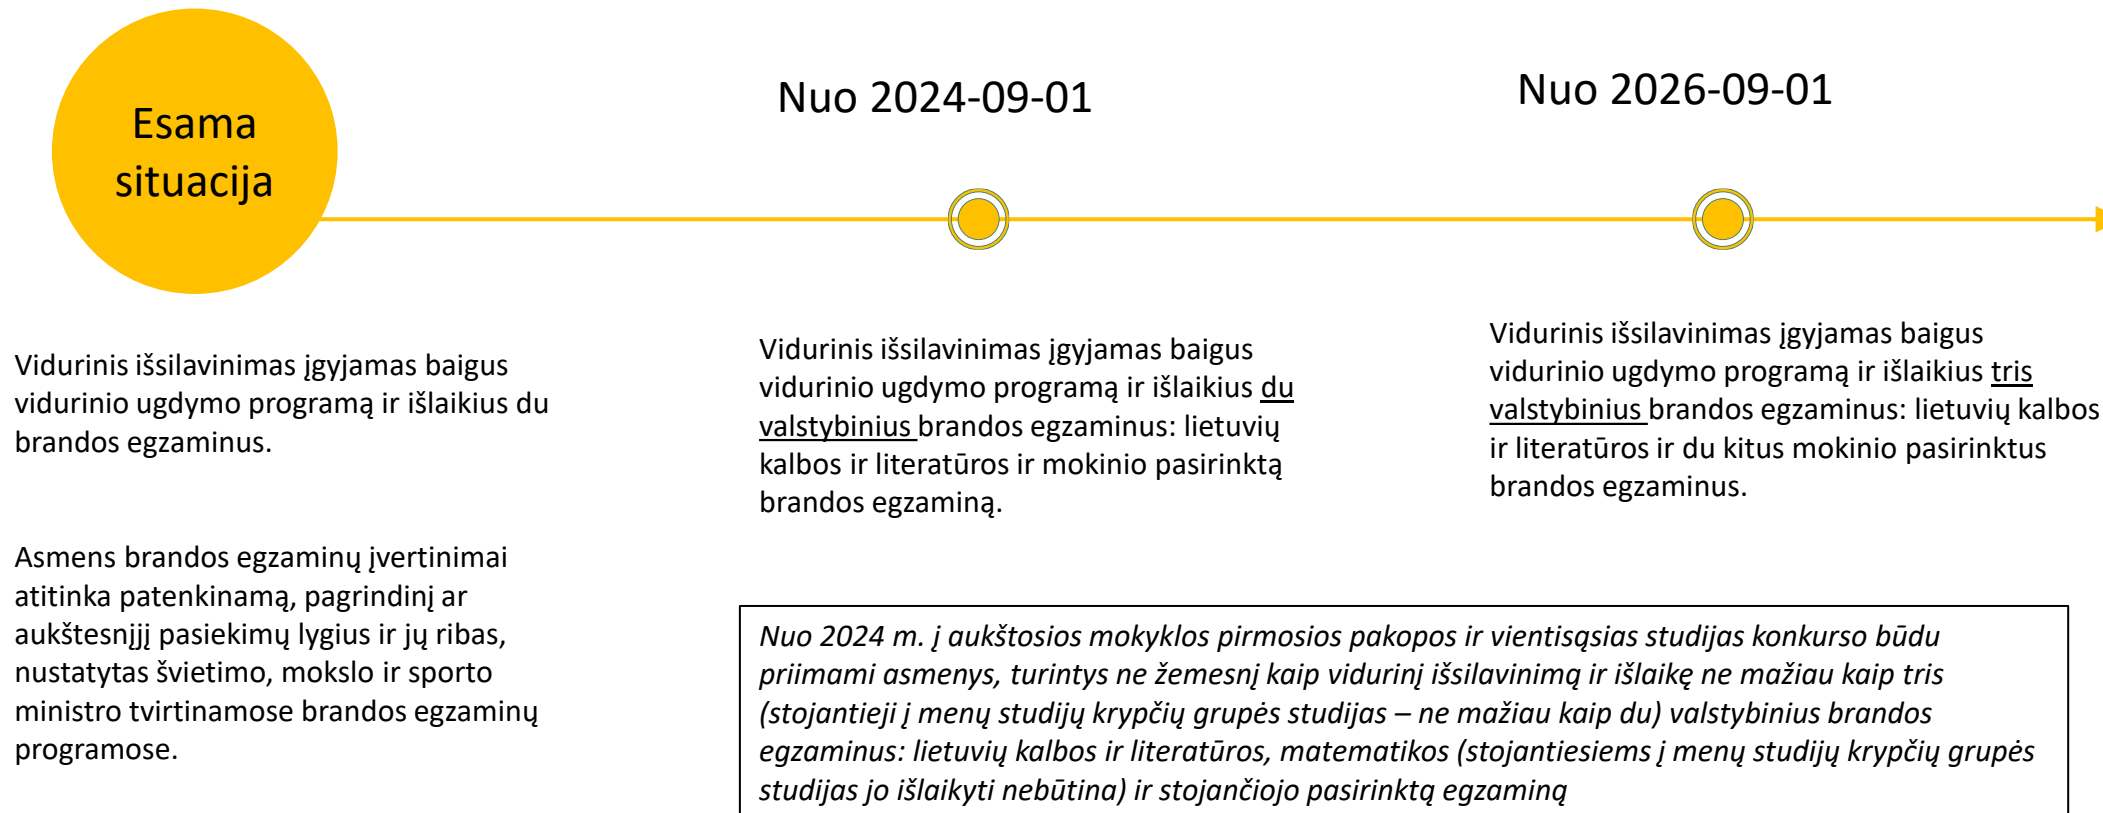 Esama
situacija
Nuo 2024-09-01
Nuo 2026-09-01
Vidurinis išsilavinimas įgyjamas baigus
vidurinio ugdymo programą ir išlaikius du
brandos egzaminus.
Asmens brandos egzaminų įvertinimai
atitinka patenkinamą, pagrindinį ar
aukštesnįjį pasiekimų lygius ir jų ribas,
nustatytas švietimo, mokslo ir sporto
ministro tvirtinamose brandos egzaminų
programose.
Vidurinis išsilavinimas įgyjamas baigus
vidurinio ugdymo programą ir išlaikius du
valstybinius brandos egzaminus: lietuvių
kalbos ir literatūros ir mokinio pasirinktą
brandos egzaminą.
Vidurinis išsilavinimas įgyjamas baigus
vidurinio ugdymo programą ir išlaikius tris
valstybinius brandos egzaminus: lietuvių kalbos
ir literatūros ir du kitus mokinio pasirinktus
brandos egzaminus.
Nuo 2024 m. į aukštosios mokyklos pirmosios pakopos ir vientisąsias studijas konkurso būdu
priimami asmenys, turintys ne žemesnį kaip vidurinį išsilavinimą ir išlaikę ne mažiau kaip tris
(stojantieji į menų studijų krypčių grupės studijas – ne mažiau kaip du) valstybinius brandos
egzaminus: lietuvių kalbos ir literatūros, matematikos (stojantiesiems į menų studijų krypčių grupės
studijas jo išlaikyti nebūtina) ir stojančiojo pasirinktą egzaminą